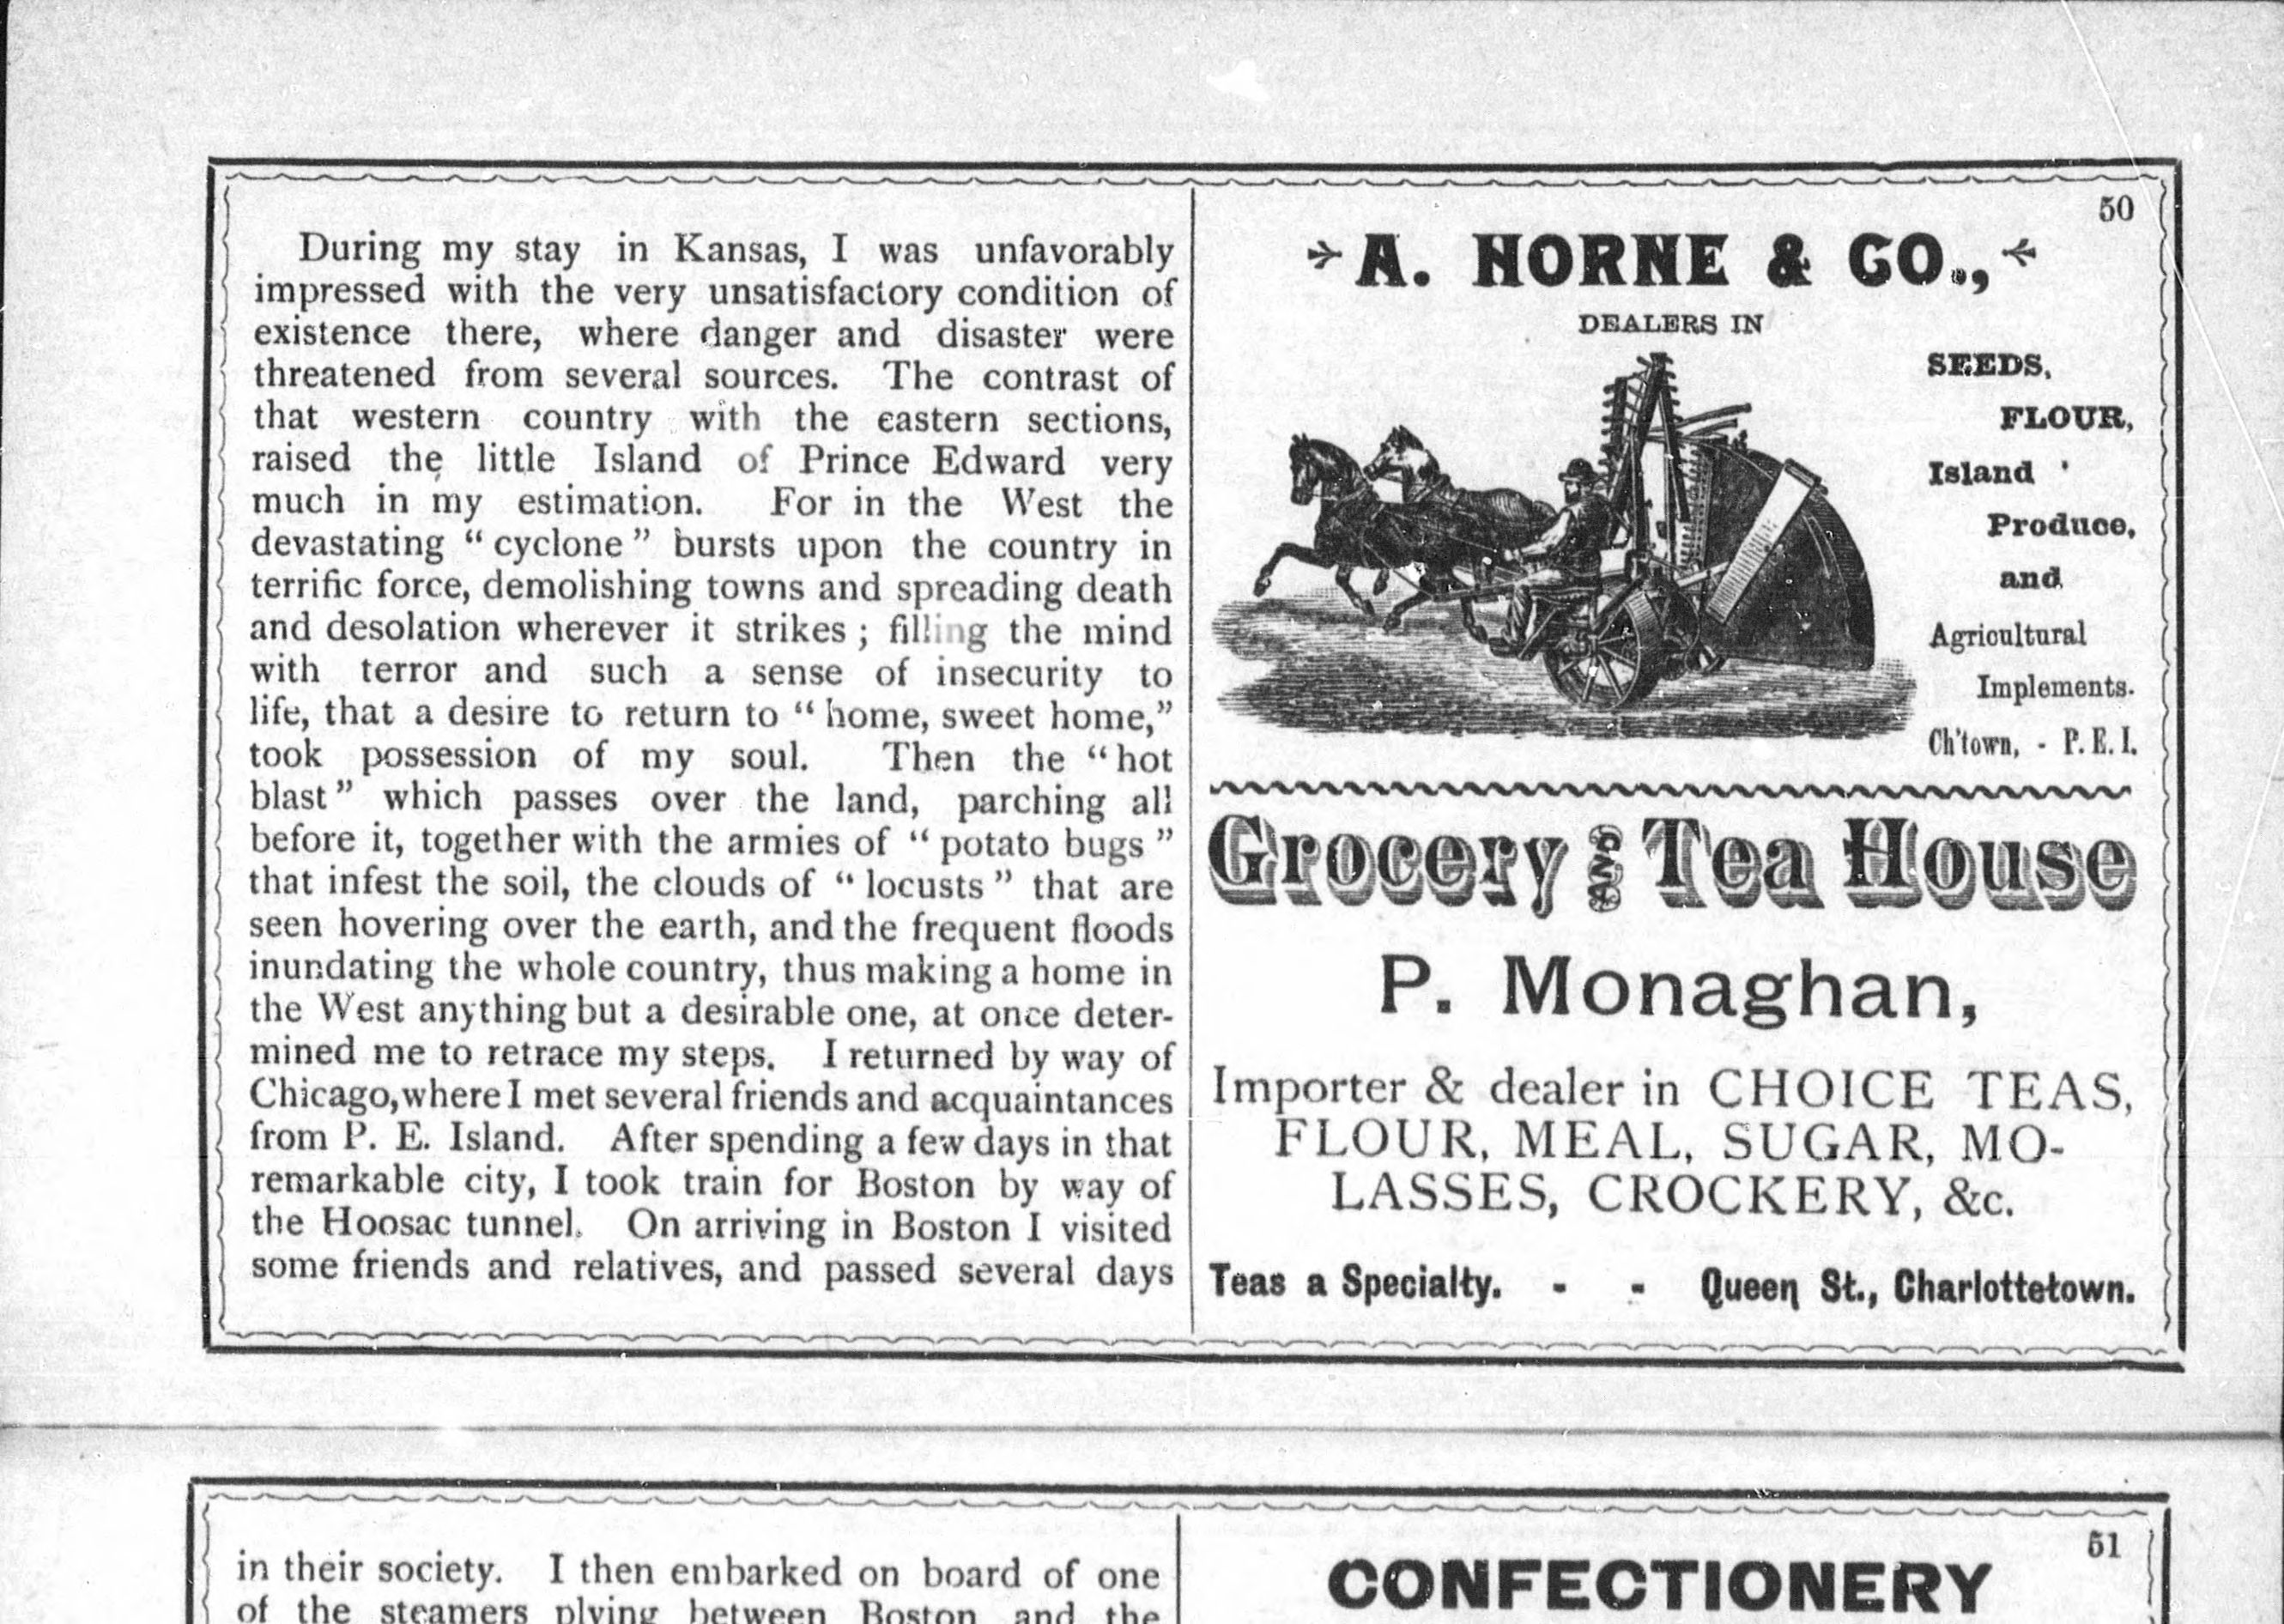 During my stay in Kansas, I was unfavorably
impressed with the very unsatisfactory condition of
existence there, where danger and disaster were
threatened from several sources. The contrast of
that western country with the eastern sections,
raised the little Island of Prince Edward very
much in my estimation. For in the West the
devastating " cyclone " bursts upon the country in
terrific force, demolishing towns and spreading death
and desolation wherever it strikes ; filling the mind
with terror and such a sense of insecurity to
life, that a desire to return to " home, sweet home,"
took possession of my soul. Then the " hot
blast " which passes over the land, parching all
before it, together with the armies of " potato bugs "
that infest the soil, the clouds of " locusts " that are
seen hovering over the earth, and the frequent floods
inundating the whole country, thus making a home in
the West anything but a desirable one, at once deter-
mined me to retrace my steps. I returned by way of
Chicago, where I met several friends and acquaintances
from P. E. Island. After spending a few days in that
remarkable city, I took train for Boston by way of
the Hoosac tunnel. On arriving in Boston I visited
some friends and relatives, and passed several days
50
A. HORNE & CO.,
DEALERS IN
SEEDS,
FLOUR,
Island
Produce,
and
Agricultural
Implements.
Ch'town, - P. E. I.
Grocery AND Tea House
P. Monaghan,
Importer & dealer in CHOICE TEAS,
FLOUR, MEAL, SUGAR, MO-
LASSES, CROCKERY, &c.
Teas a Specialty. - - Queen St., Charlottetown.
in their society. I then embarked on board of one
of the steamers plying between Boston and the
51
CONFECTIONERY